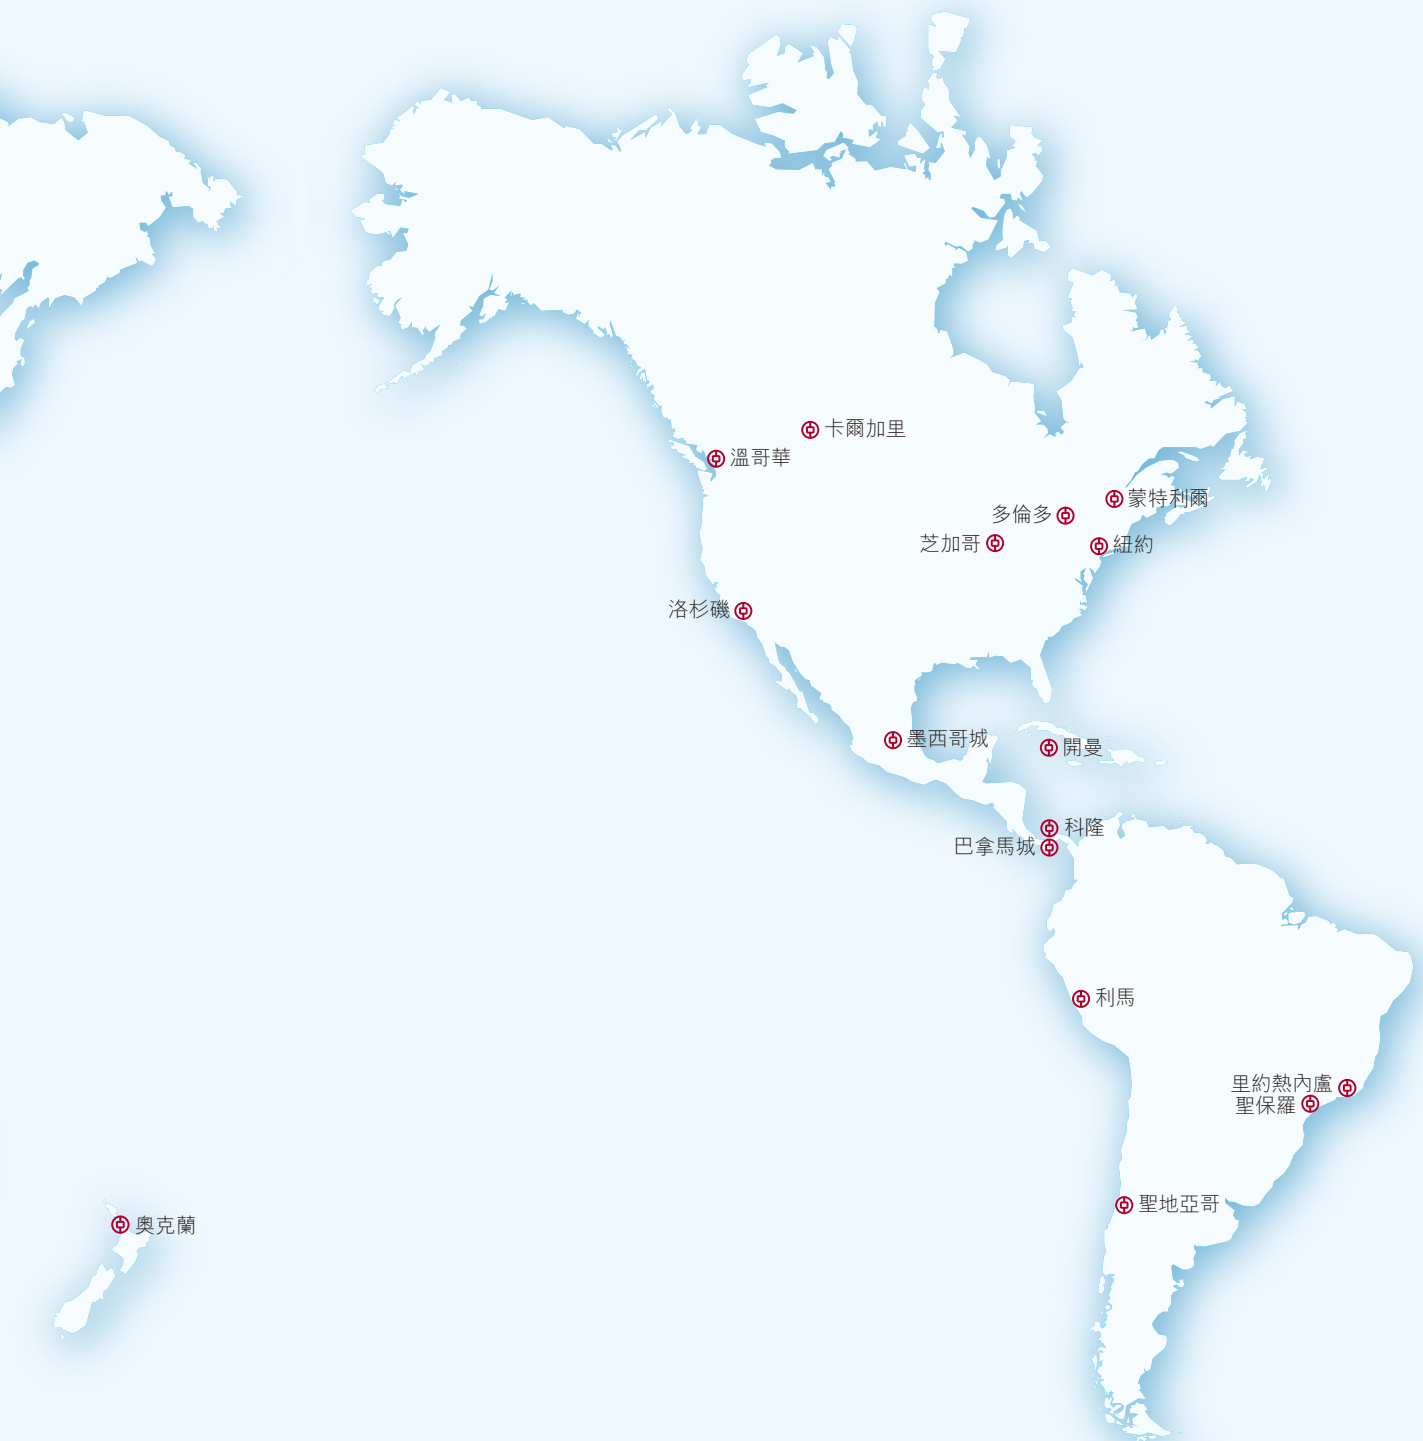 卡爾加里
溫哥華
蒙特利爾
多倫多
芝加哥
紐約
洛杉磯
墨西哥城
開曼
科隆
巴拿馬城
利馬
里約熱內盧
聖保羅
聖地亞哥
奧克蘭